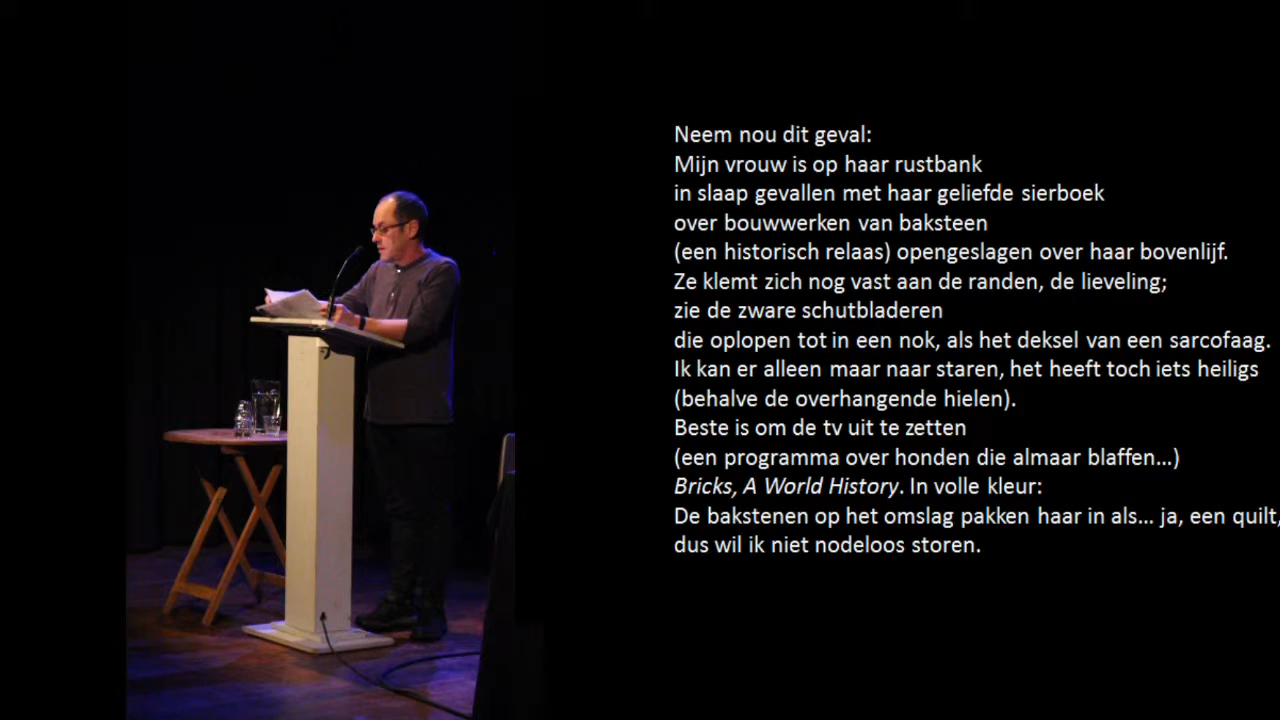 Neem nou dit geval:
Mijn vrouw is op haar rustbank
in slaap gevallen met haar geliefde sierboek
over bouwwerken van baksteen
(een historisch relaas) opengeslagen over haar bovenlijf.
Ze klemt zich nog vast aan de randen, de lieveling;
zie de zware schutbladeren
die oplopen tot in een nok, als het deksel van een sarcofaag.
Ik kan er alleen maar naar staren, het heeft toch iets heiligs
(behalve de overhangende hielen).
Beste is om de tv uit te zetten
(een programma over honden die almaar blaffen…)
Bricks, A World History. In volle kleur:
De bakstenen op het omslag pakken haar in als… ja, een quilt,
dus wil ik niet nodeloos storen.